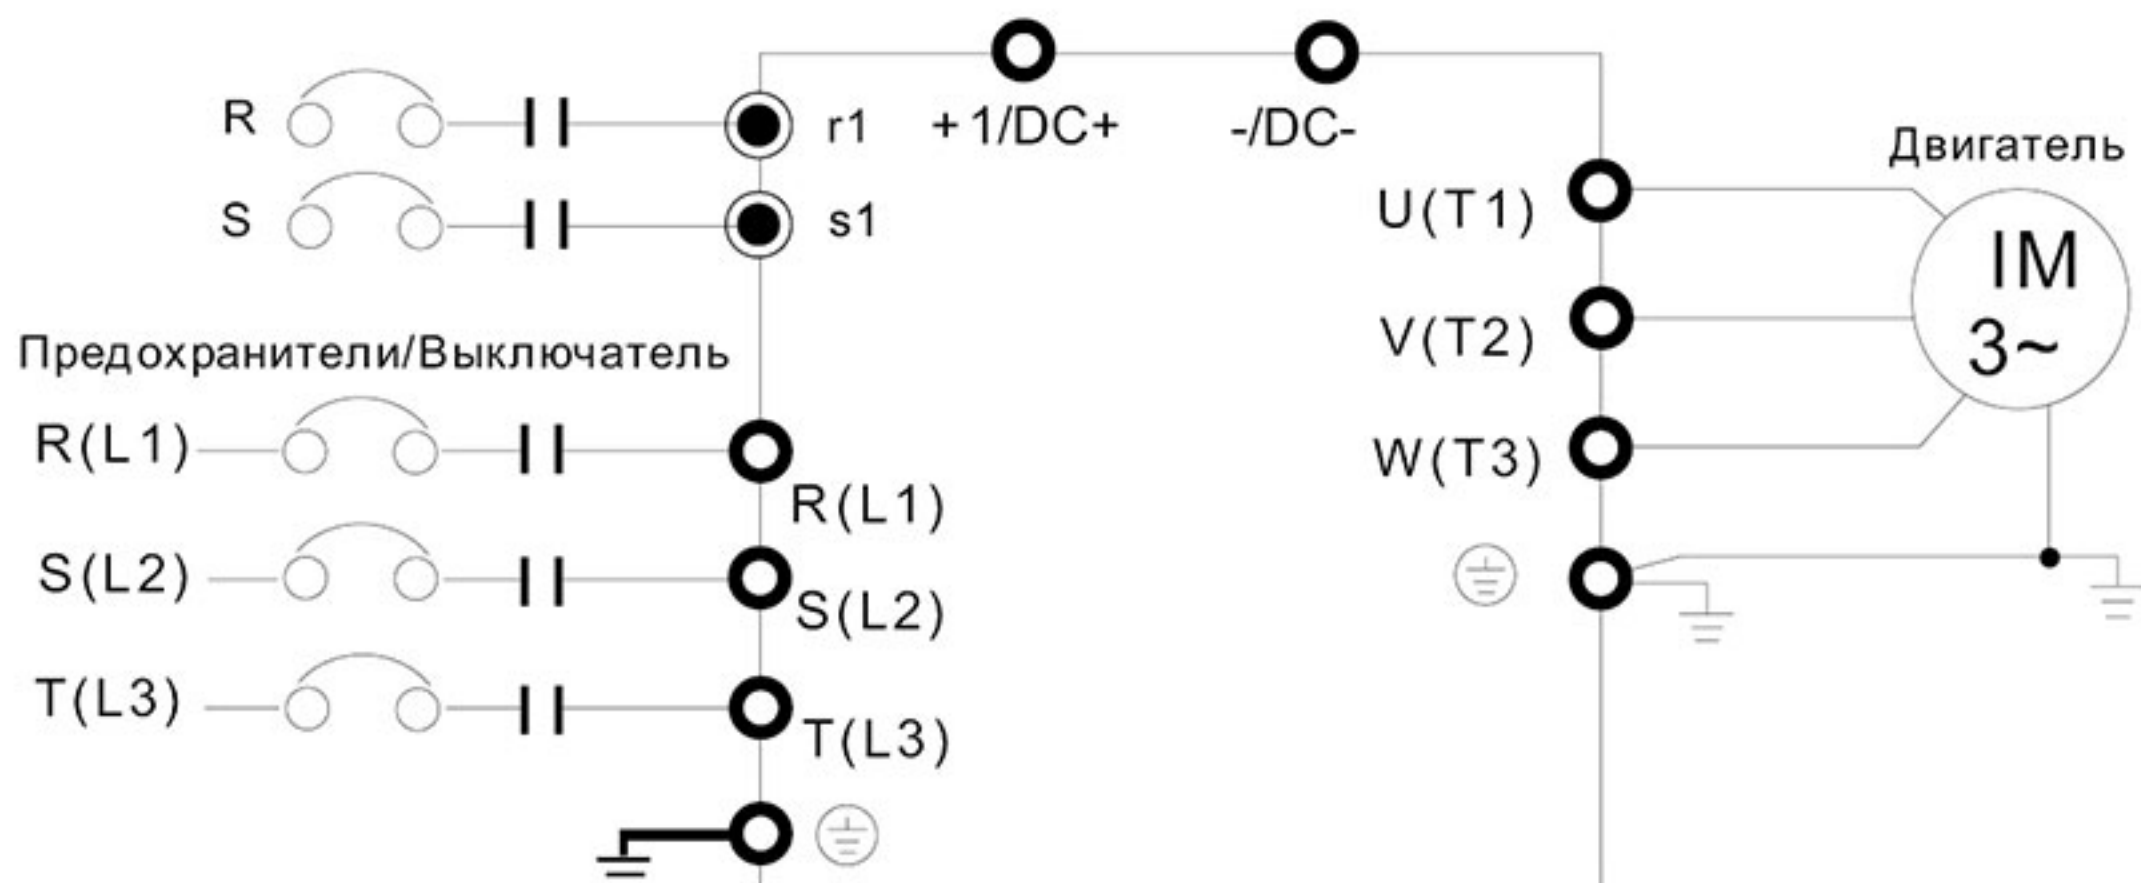 R
r1
+1/DC+
-/DC-
Двигатель
S
s1
U(T1)
IM
3~
V(T2)
Предохранители/Выключатель
R(L1)
W(T3)
R(L1)
S(L2)
S(L2)
T(L3)
T(L3)